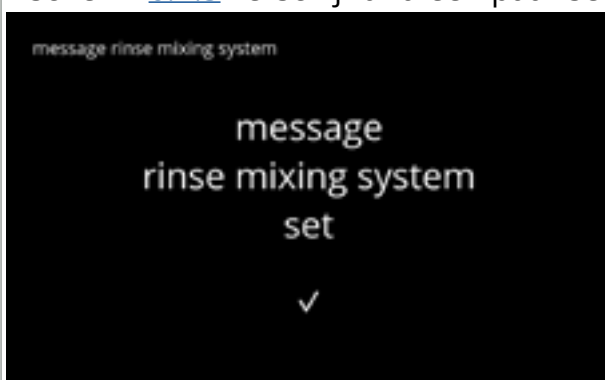 message rinse mixing system
message
rinse mixing system
set
✓